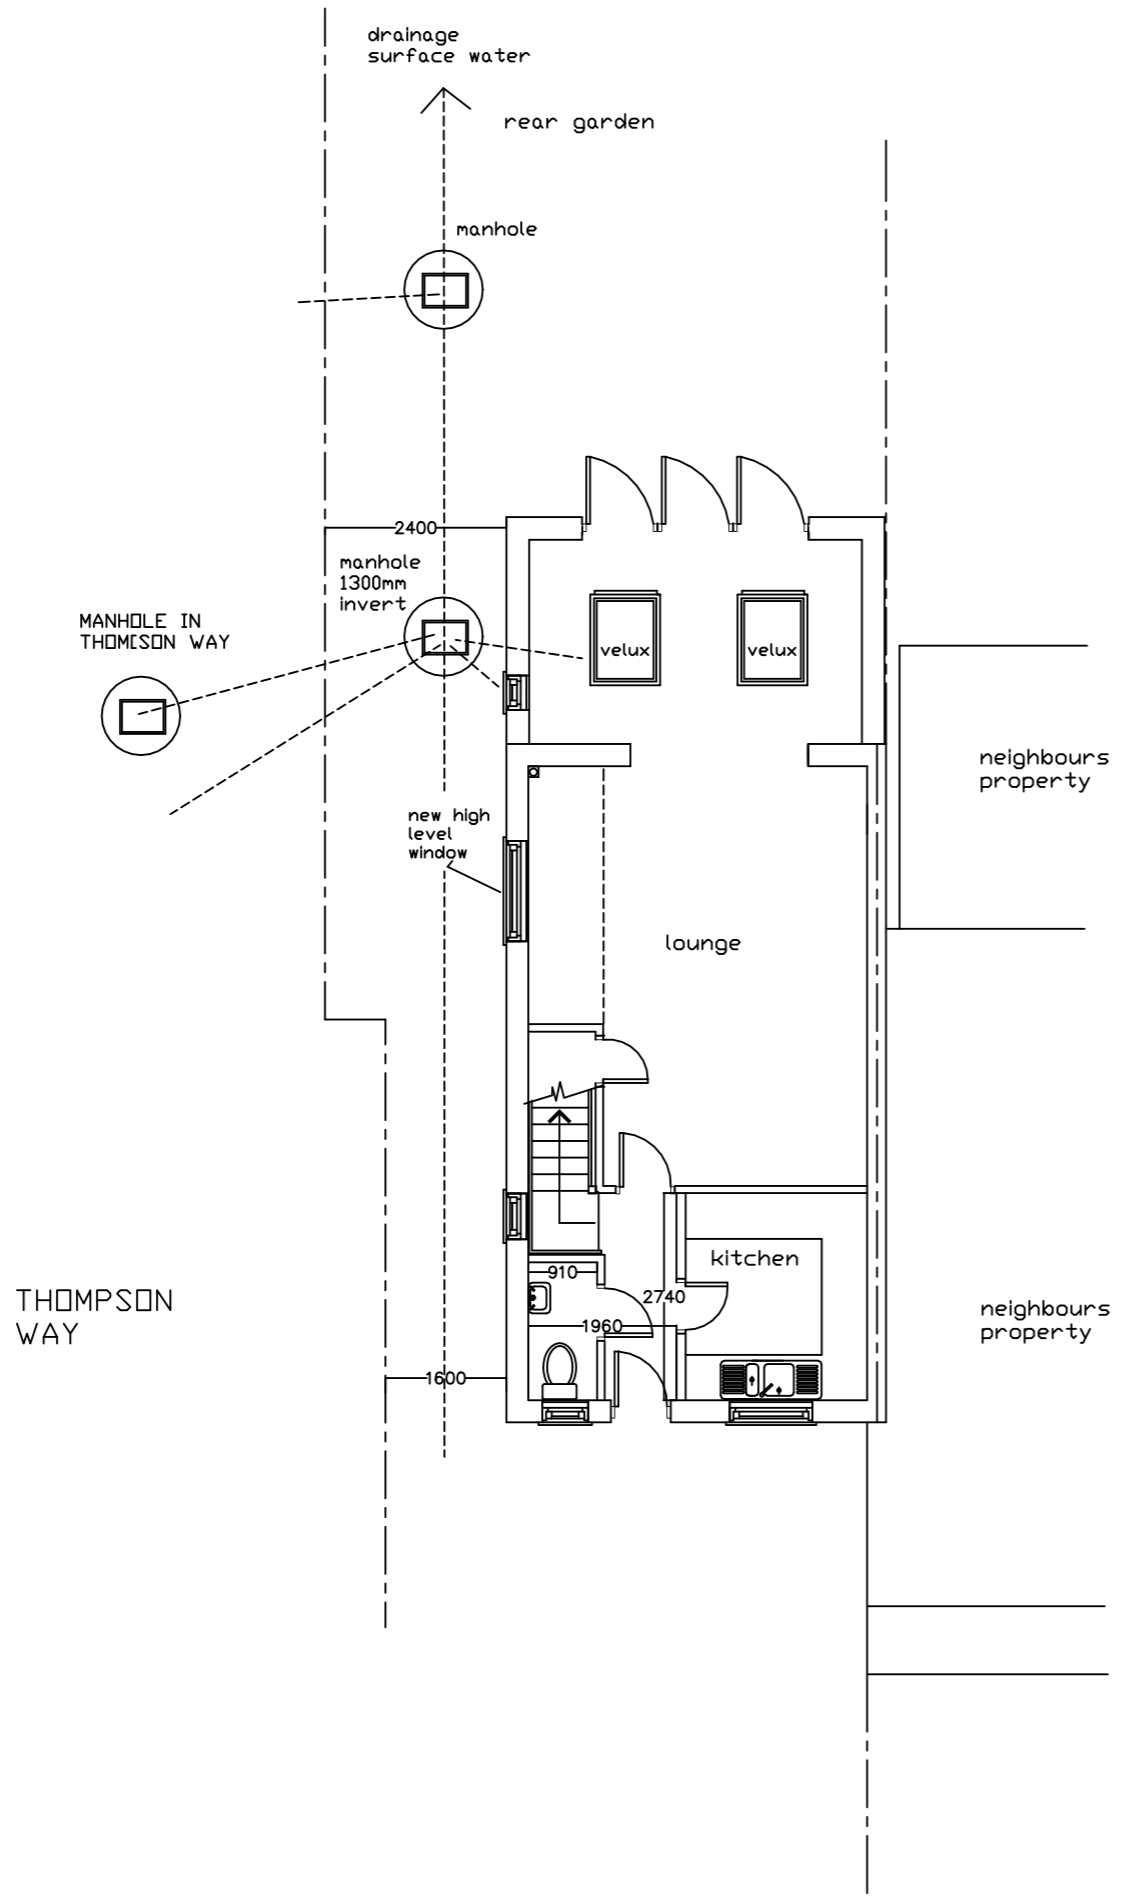 drainage
surface water
rear garden
manhole
2400
manhole
1300mm
invert
MANHOLE IN
THOMISON WAY
velux
velux
neighbours
property
new high
level
window
lounge
kitchen
910
2740
1960
THOMPSON
WAY
neighbours
property
1600